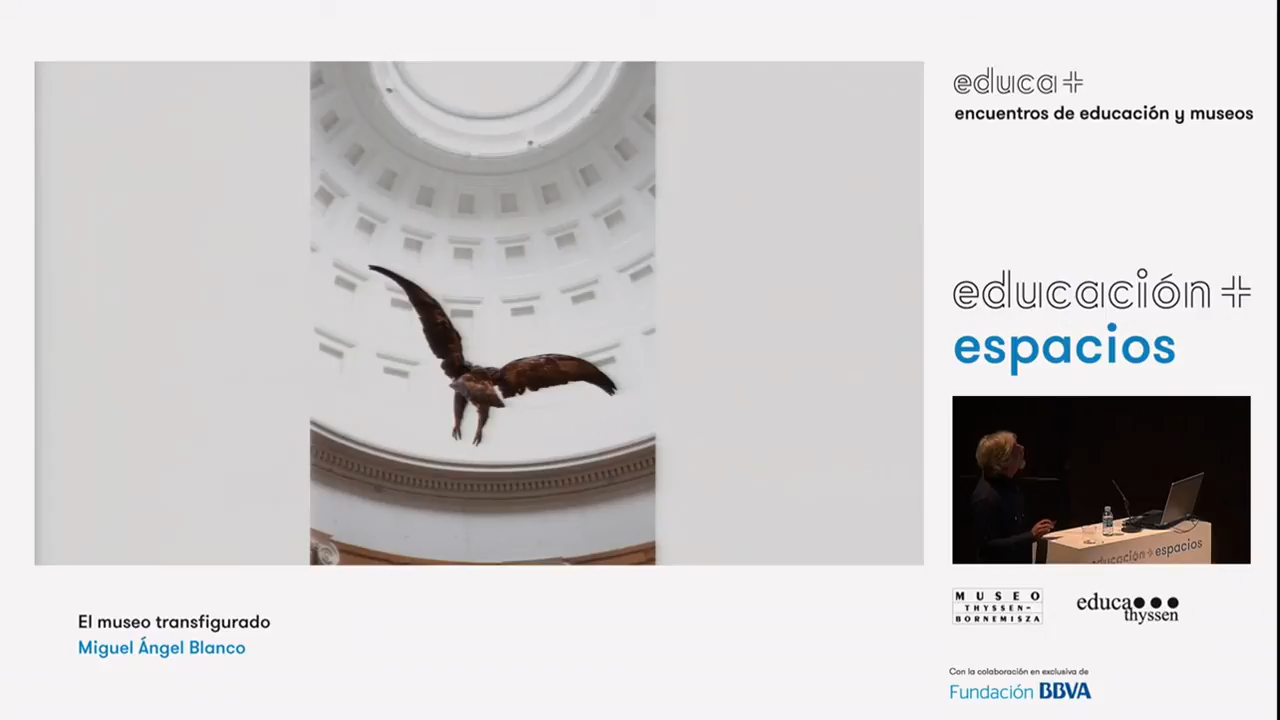 educa+
encuentros de educación y museos
educación +
espacios
educación + espacios
MUSEO
THYSSEN-
BORNEMISZA
educa
thyssen
Con la colaboración en exclusiva de
Fundación BBVA
El museo transfigurado
Miguel Ángel Blanco